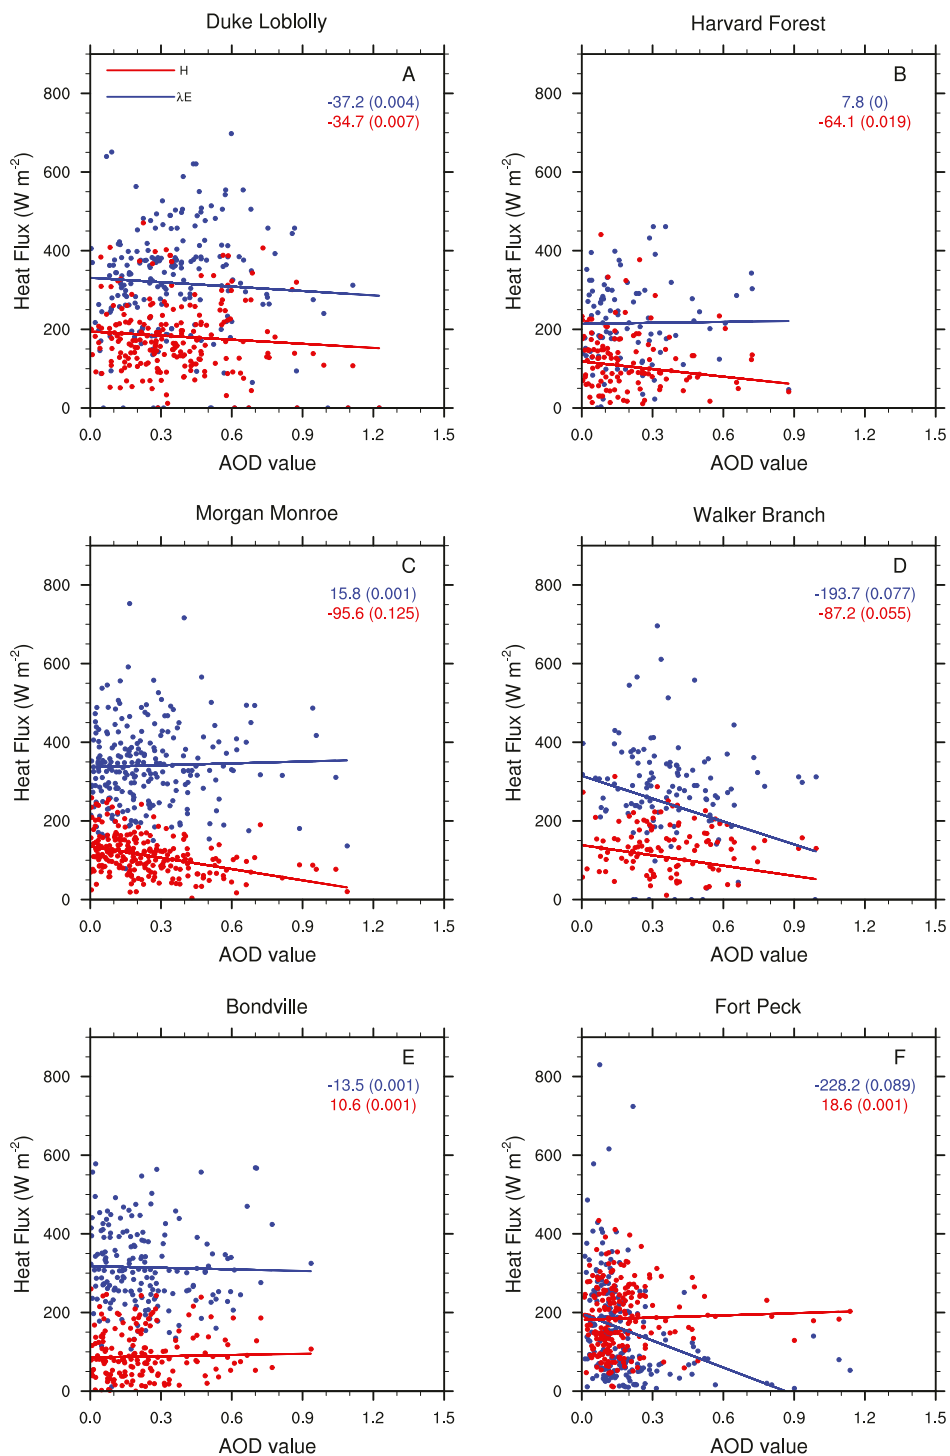 Duke Loblolly
A
H
λE
-37.2 (0.004)
-34.7 (0.007)
Heat Flux (W m-2)
800
600
400
200
0
0.0 0.3 0.6 0.9 1.2 1.5
AOD value
Harvard Forest
B
7.8 (0)
-64.1 (0.019)
Heat Flux (W m-2)
800
600
400
200
0
0.0 0.3 0.6 0.9 1.2 1.5
AOD value
Morgan Monroe
C
15.8 (0.001)
-95.6 (0.125)
Heat Flux (W m-2)
800
600
400
200
0
0.0 0.3 0.6 0.9 1.2 1.5
AOD value
Walker Branch
D
-193.7 (0.077)
-87.2 (0.055)
Heat Flux (W m-2)
800
600
400
200
0
0.0 0.3 0.6 0.9 1.2 1.5
AOD value
Bondville
E
-13.5 (0.001)
10.6 (0.001)
Heat Flux (W m-2)
800
600
400
200
0
0.0 0.3 0.6 0.9 1.2 1.5
AOD value
Fort Peck
F
-228.2 (0.089)
18.6 (0.001)
Heat Flux (W m-2)
800
600
400
200
0
0.0 0.3 0.6 0.9 1.2 1.5
AOD value